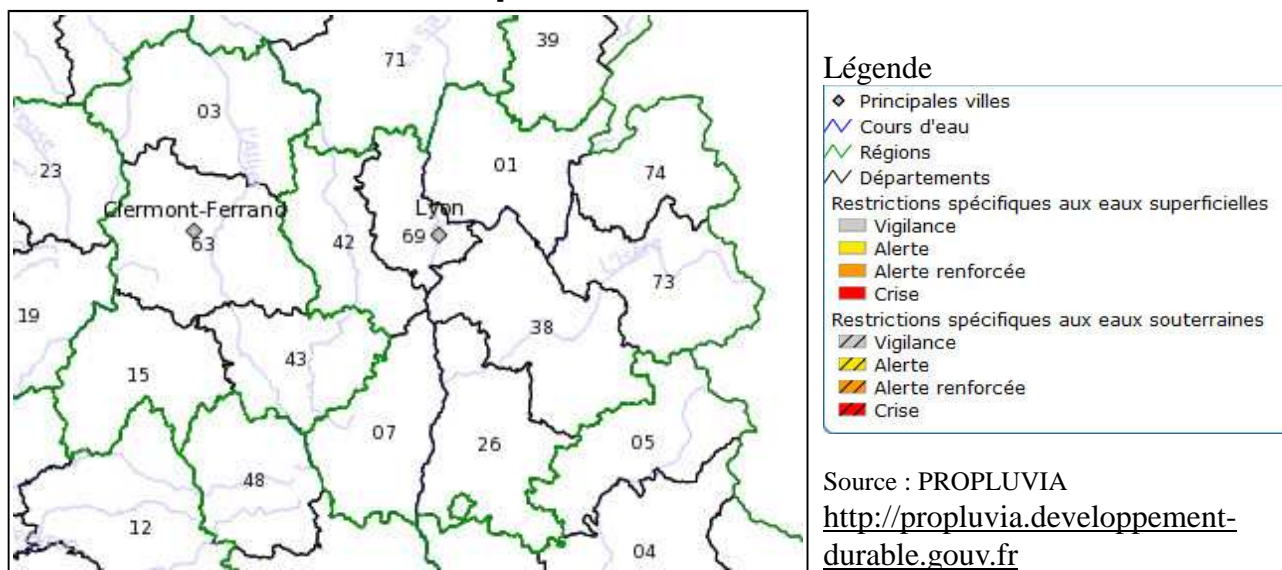 71
39
03
23
01
74
Clermont-Ferrand
Lyon
63
42
69
73
19
38
43
15
07
26
05
48
12
04
Légende
Principales villes
Cours d'eau
Régions
Départements
Restrictions spécifiques aux eaux superficielles
Vigilance
Alerte
Alerte renforcée
Crise
Restrictions spécifiques aux eaux souterraines
Vigilance
Alerte
Alerte renforcée
Crise
Source : PROPLUVIA
http://propluvia.developpement-
durable.gouv.fr